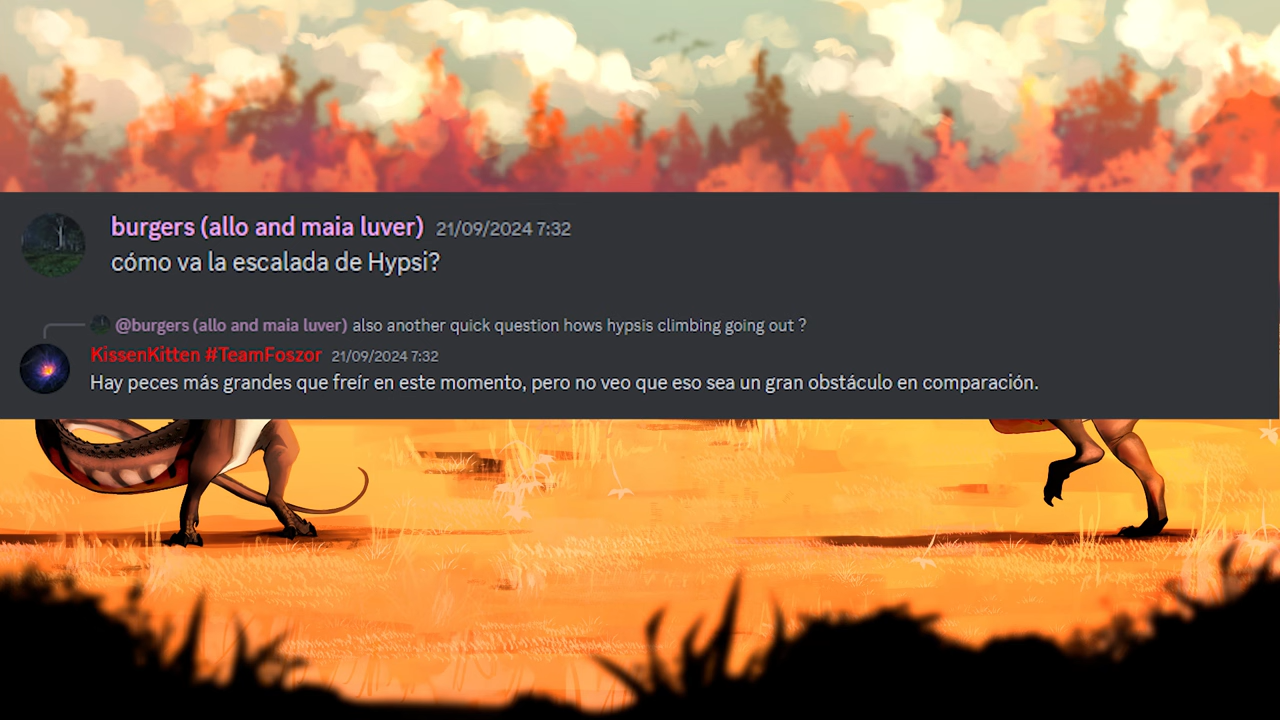 burgers (allo and maia luver) 21/09/2024 7:32
cómo va la escalada de Hypsi?
@burgers (allo and maia luver) also another quick question hows hypsis climbing going out ?
KissenKitten #TeamFoszor 21/09/2024 7:32
Hay peces más grandes que freír en este momento, pero no veo que eso sea un gran obstáculo en comparación.